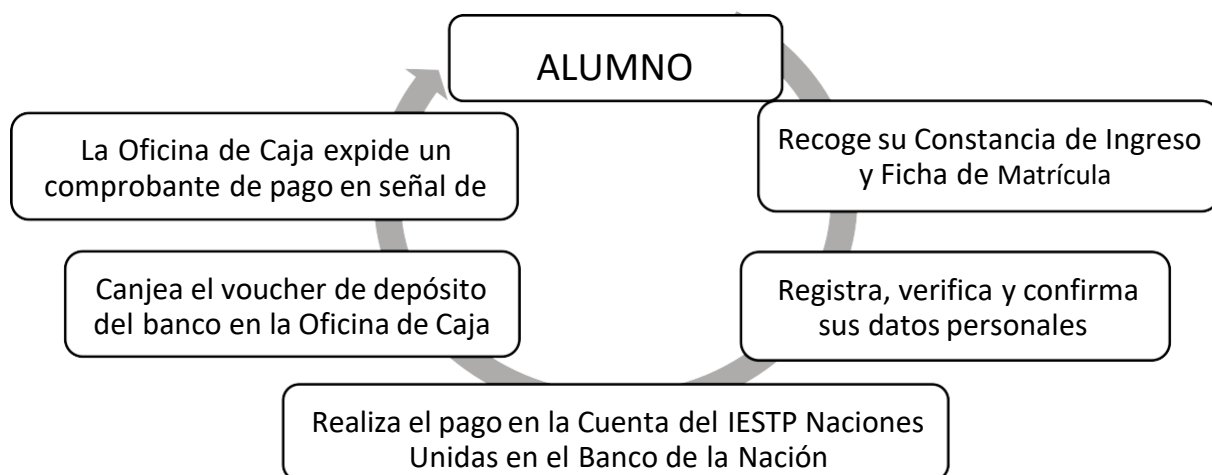 ALUMNO
Recoge su Constancia de Ingreso
y Ficha de Matrícula
Registra, verifica y confirma
sus datos personales
Realiza el pago en la Cuenta del IESTP Naciones
Unidas en el Banco de la Nación
Canjea el voucher de depósito
del banco en la Oficina de Caja
La Oficina de Caja expide un
comprobante de pago en señal de